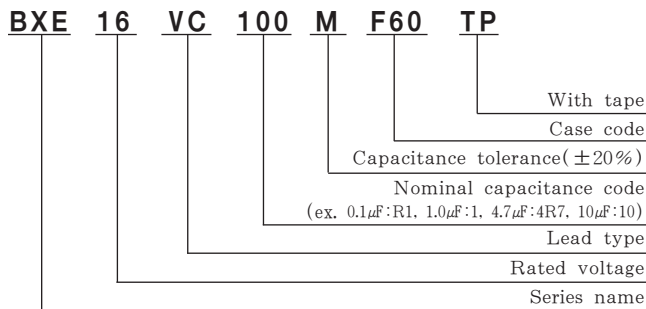 BXE 16 VC 100 M F60 TP
With tape
Case code
Capacitance tolerance(±20%)
Nominal capacitance code
(ex. 0.1μF:R1, 1.0μF:1, 4.7μF:4R7, 10μF:10)
Lead type
Rated voltage
Series name